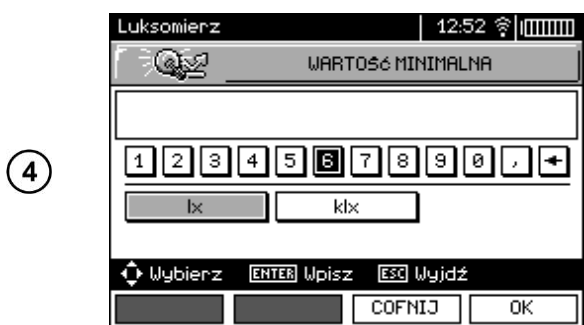 Luksomierz 12:52
WARTOŚĆ MINIMALNA
4
1 2 3 4 5 6 7 8 9 0 ,
lx klx
Wybierz ENTER Wpisz ESC Wyjdź
COFNIJ OK